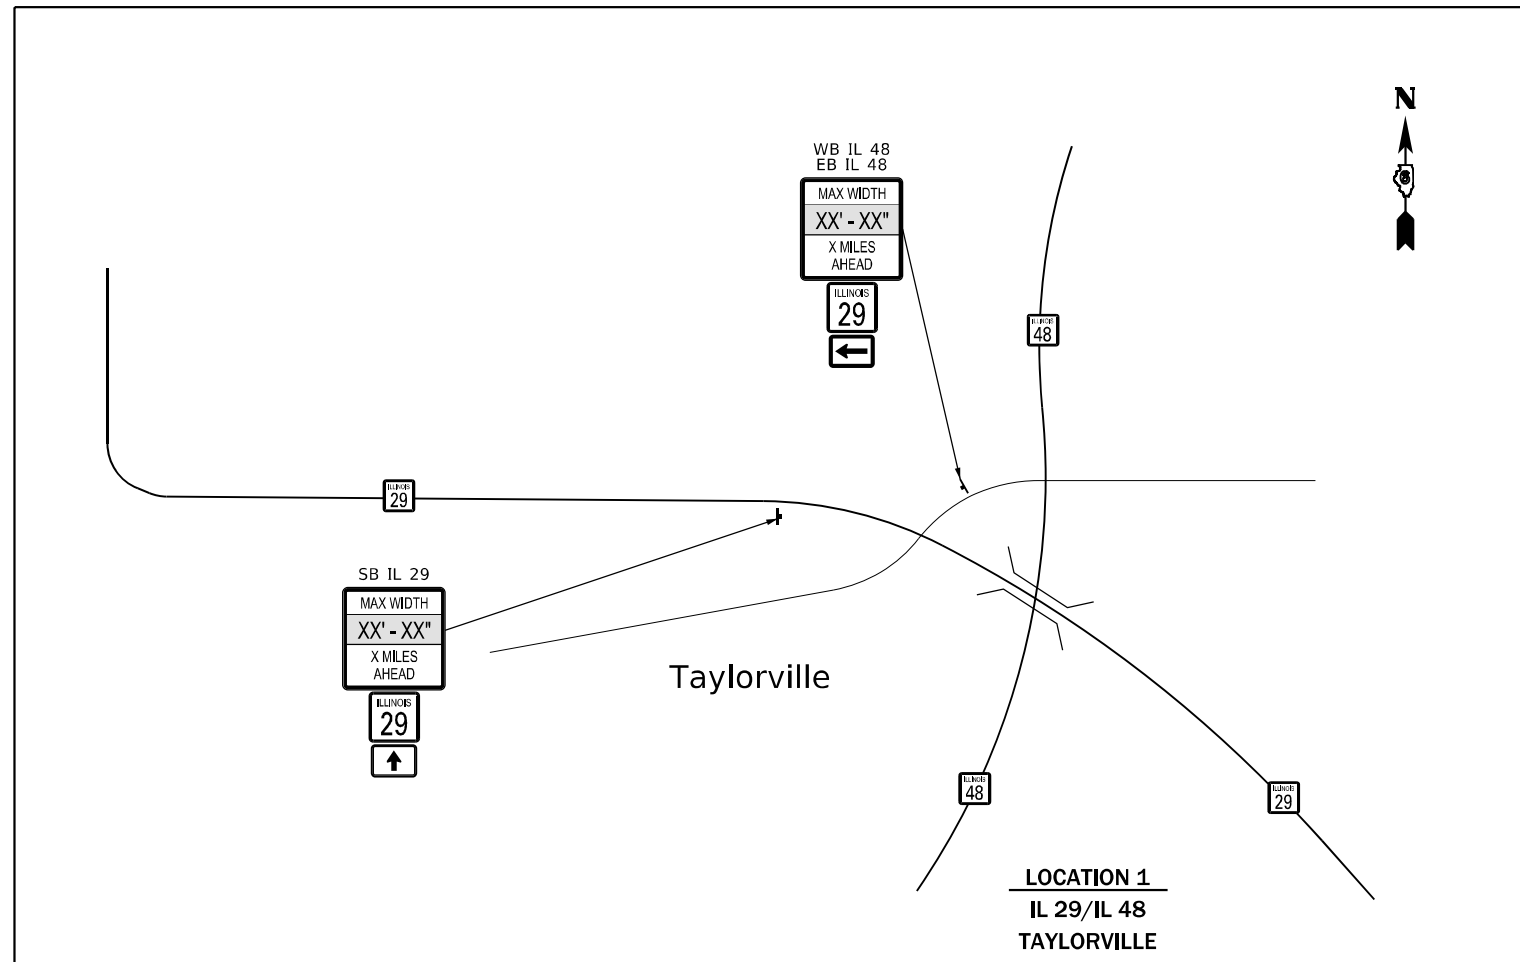 N
WB IL 48
EB IL 48
MAX WIDTH
XX' - XX"
X MILES
AHEAD
ILLINOIS
29
ILLINOIS
48
ILLINOIS
29
SB IL 29
MAX WIDTH
XX' - XX"
X MILES
AHEAD
ILLINOIS
29
Taylorville
ILLINOIS
48
ILLINOIS
29
LOCATION 1
IL 29/IL 48
TAYLORVILLE